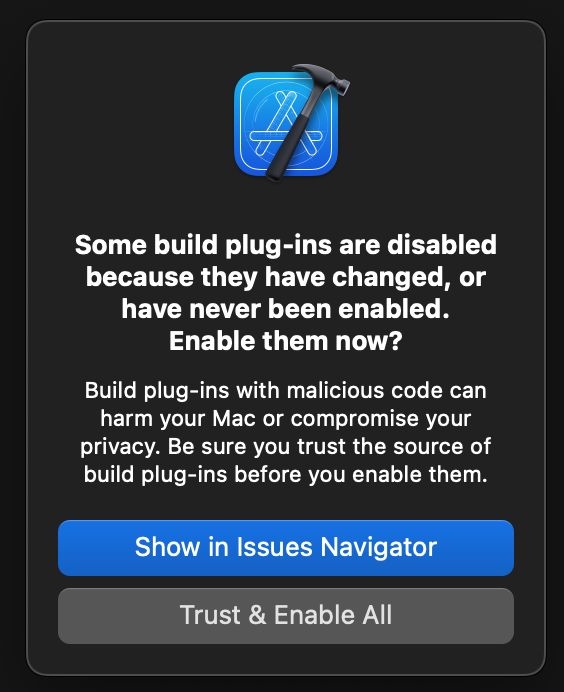 Some build plug-ins are disabled
because they have changed, or
have never been enabled.
Enable them now?
Build plug-ins with malicious code can
harm your Mac or compromise your
privacy. Be sure you trust the source of
build plug-ins before you enable them.
Show in Issues Navigator
Trust & Enable All